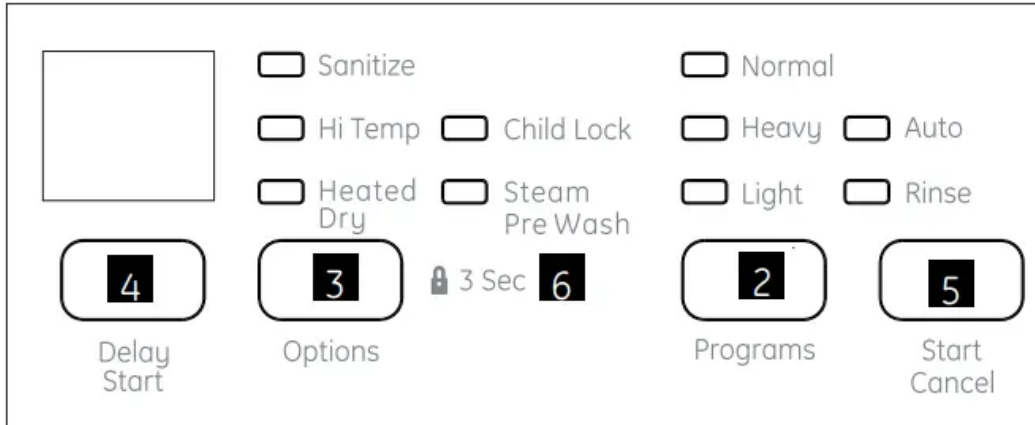 Sanitize
Normal
Hi Temp
Child Lock
Heavy
Auto
Heated
Dry
Steam
Pre Wash
Light
Rinse
4
3
3 Sec
6
2
5
Delay
Start
Options
Programs
Start
Cancel